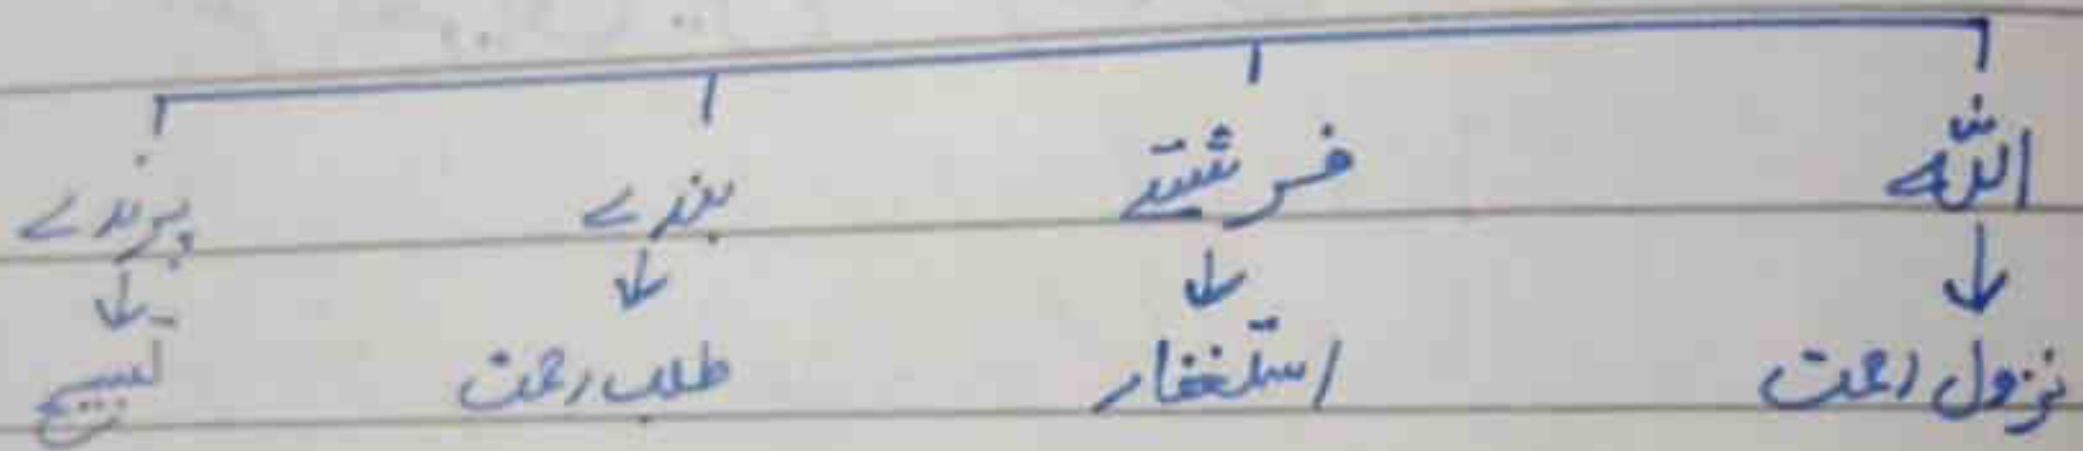 اللہ فرشتے بندے پرندے
↓ ↓ ↓ ↓
نزول رحمت استغفار طلب رحمت تسبیح